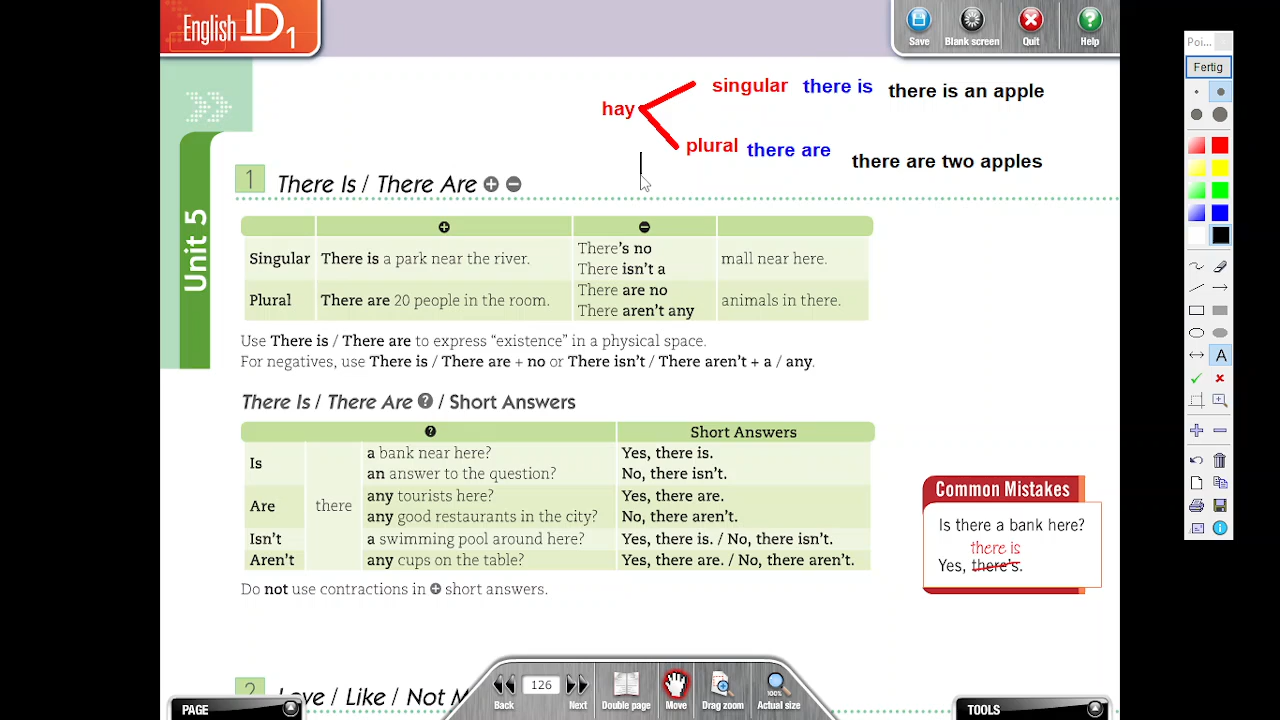 English ID 1
Save
Blank screen
Quit
Help
Poi...
Fertig
hay
singular there is there is an apple
plural there are there are two apples
Unit 5
1 There Is / There Are + −
+ −
Singular There is a park near the river. There's no mall near here.
There isn't a
Plural There are 20 people in the room. There are no animals in there.
There aren't any
Use There is / There are to express “existence” in a physical space.
For negatives, use There is / There are + no or There isn't / There aren't + a / any.
There Is / There Are ? / Short Answers
? Short Answers
Is there a bank near here? Yes, there is.
an answer to the question? No, there isn't.
Are any tourists here? Yes, there are.
any good restaurants in the city? No, there aren't.
Isn't a swimming pool around here? Yes, there is. / No, there isn't.
Aren't any cups on the table? Yes, there are. / No, there aren't.
Do not use contractions in + short answers.
Common Mistakes
Is there a bank here?
there is
Yes, there's.
2 Love / Like / Not M
Back
126
Next
Double page
Move
100%
Drag zoom
Actual size
PAGE
TOOLS
A